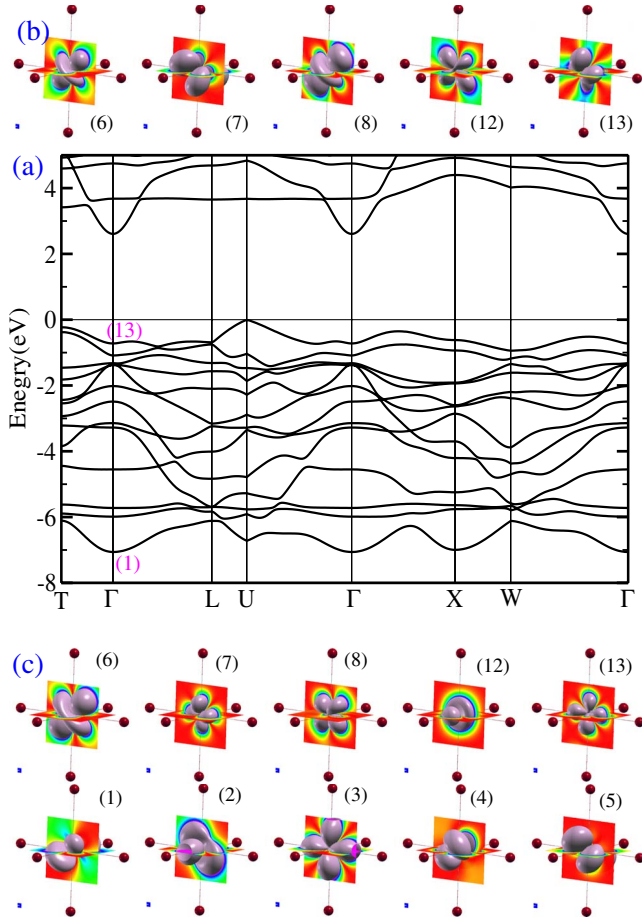 (b)
(6) (7) (8) (12) (13)
(a)
4
2
0
-2
-4
-6
-8
Enegry(eV)
(13)
(1)
T Γ L U Γ X W Γ
(c)
(6) (7) (8) (12) (13)
(1) (2) (3) (4) (5)